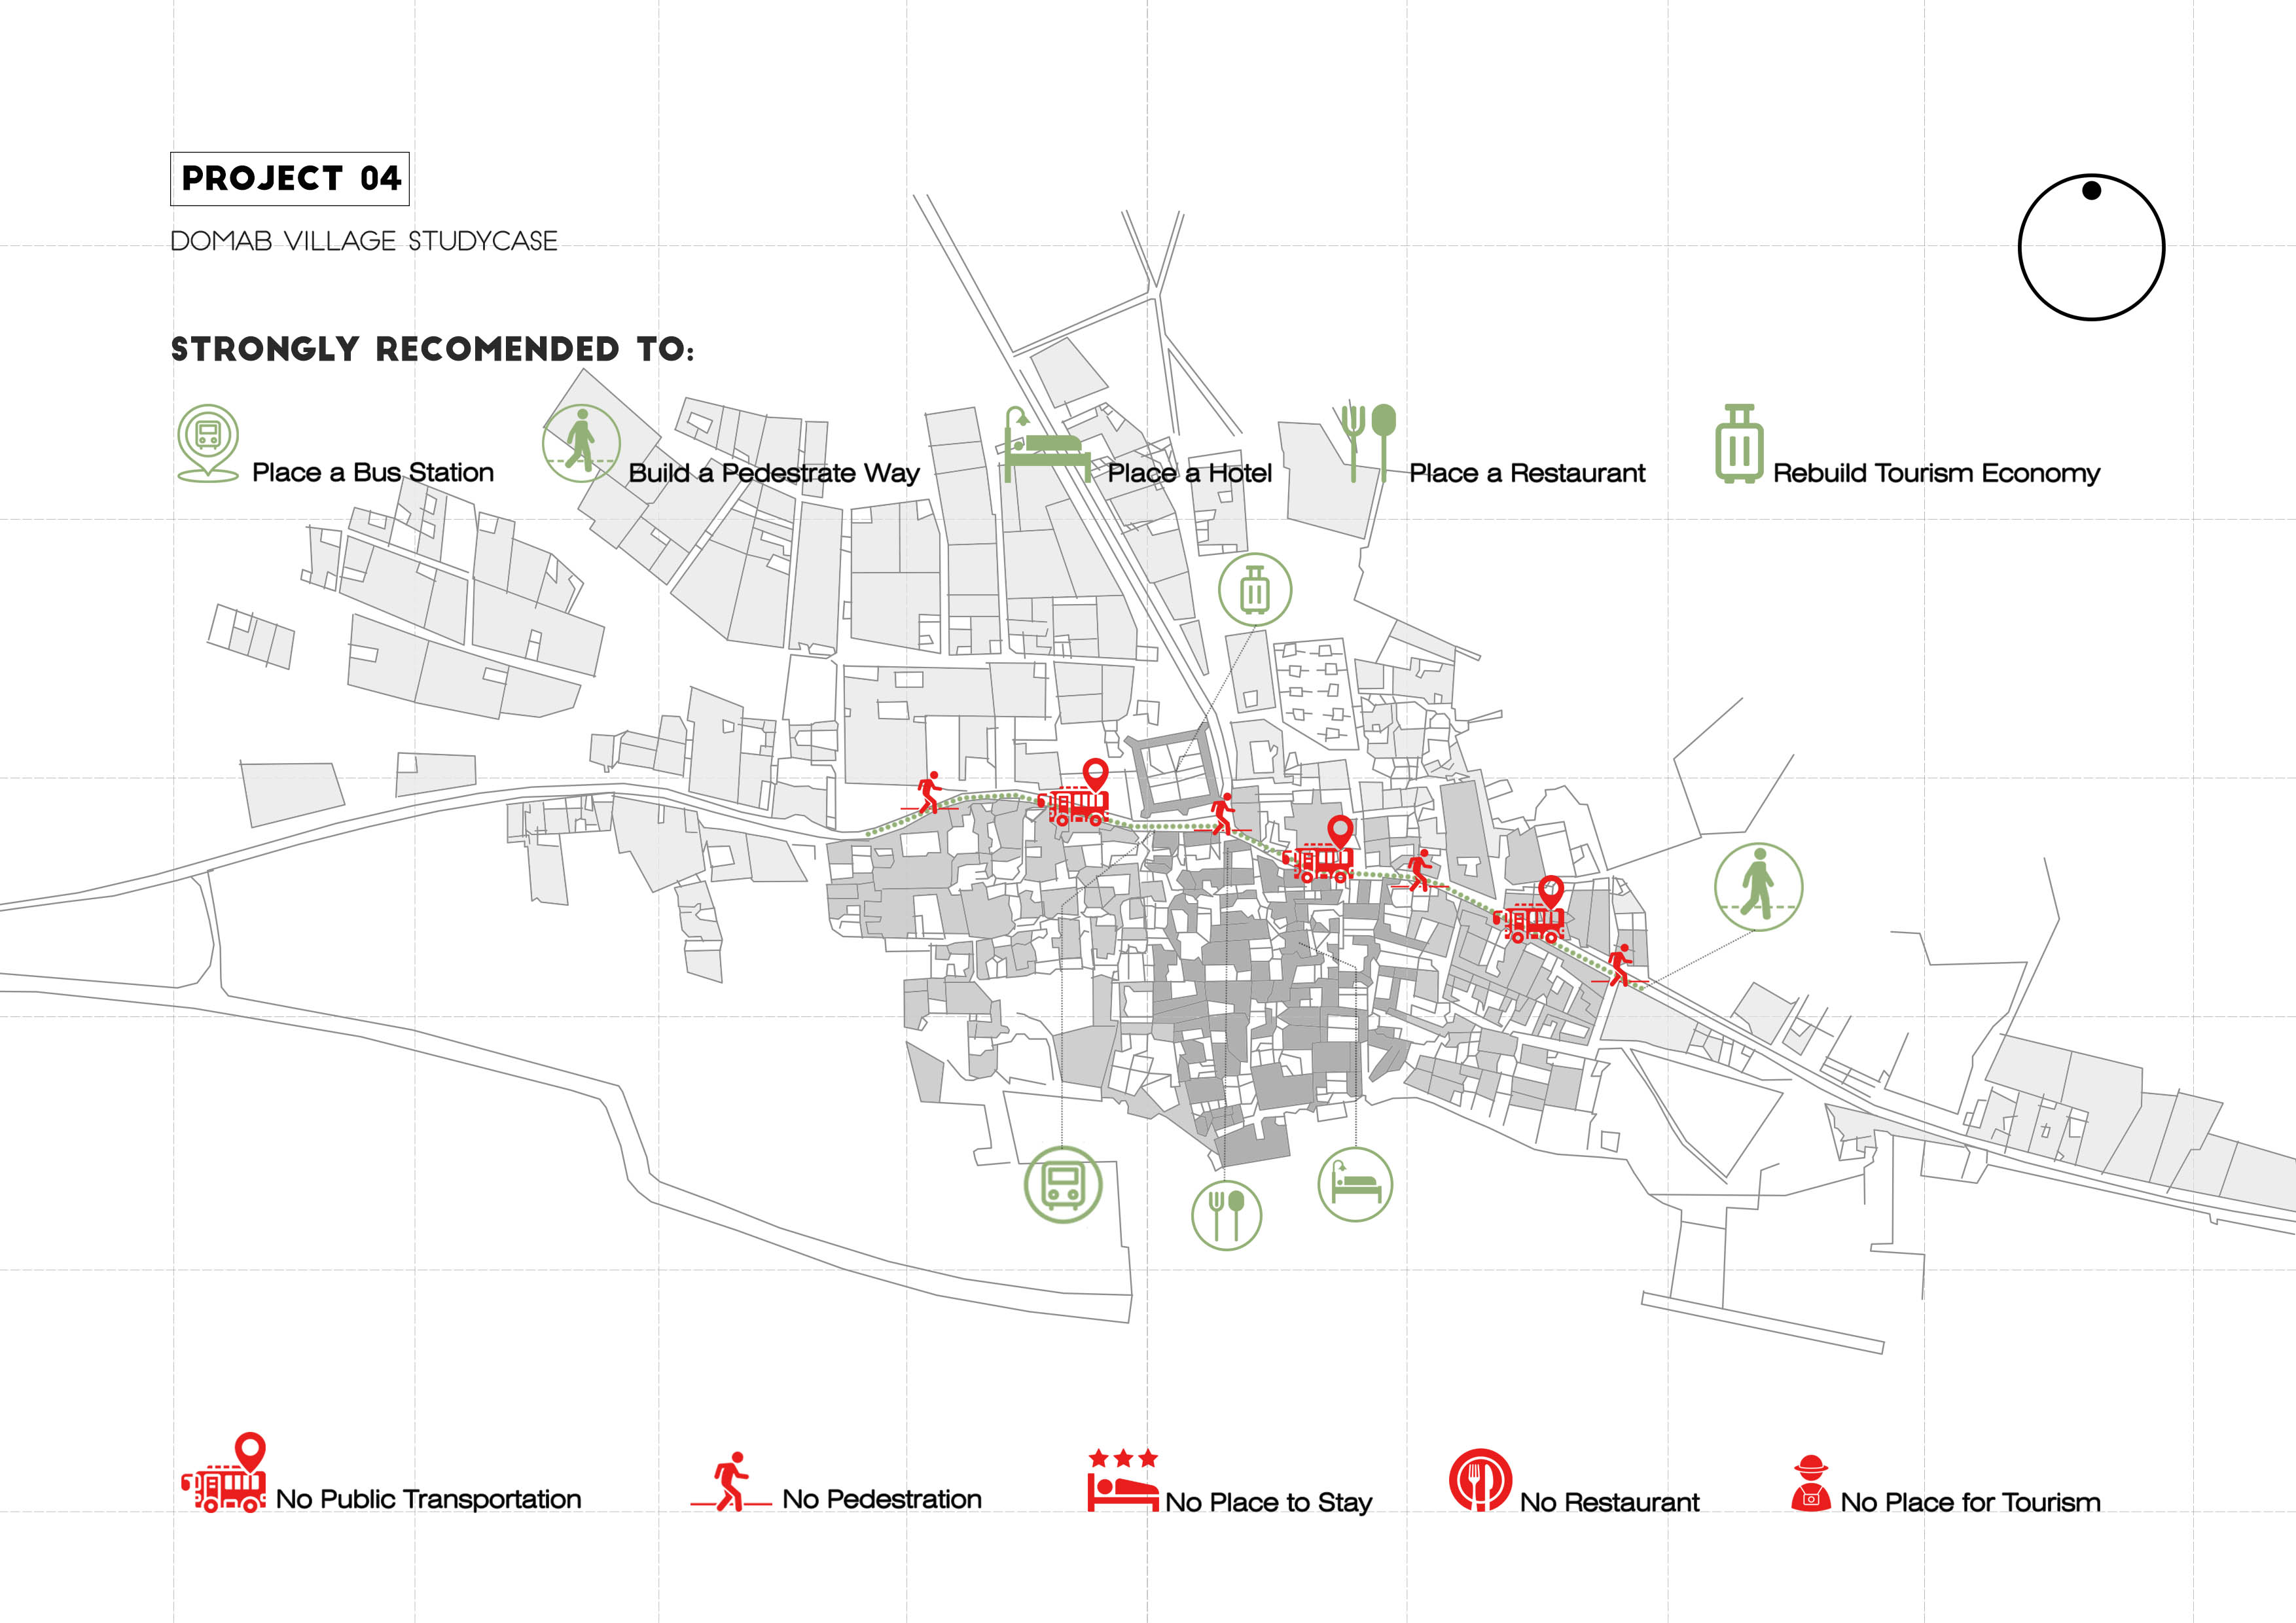 PROJECT 04
DOMAB VILLAGE STUDYCASE
STRONGLY RECOMENDED TO:
Place a Bus Station
Build a Pedestrate Way
Place a Hotel
Place a Restaurant
Rebuild Tourism Economy
No Public Transportation
No Pedestration
No Place to Stay
No Restaurant
No Place for Tourism